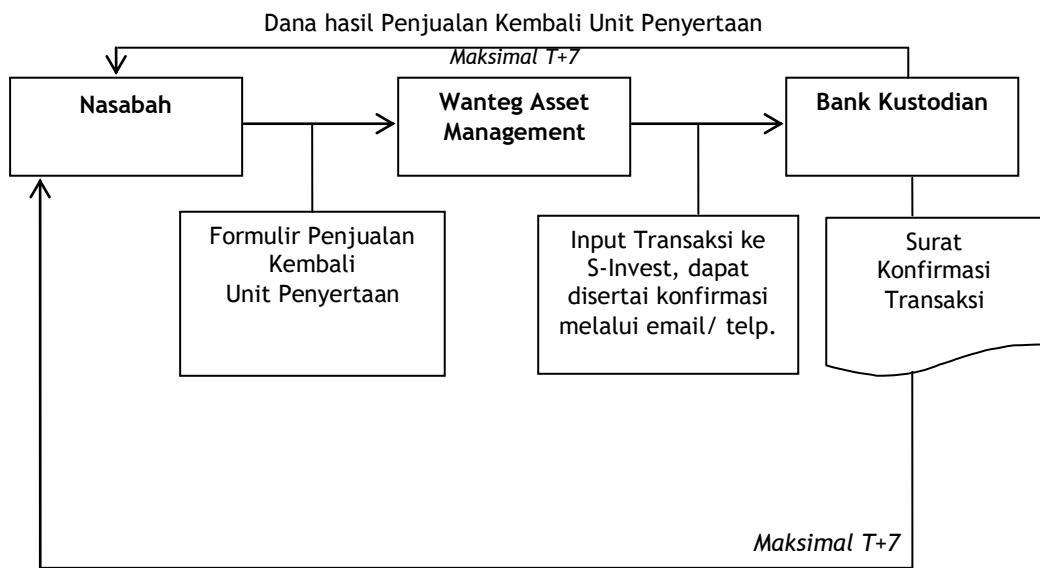 Dana hasil Penjualan Kembali Unit Penyertaan
Maksimal T+7
Nasabah
Wanteg Asset
Management
Bank Kustodian
Formulir Penjualan
Kembali
Unit Penyertaan
Input Transaksi ke
S-Invest, dapat
disertai konfirmasi
melalui email/ telp.
Surat
Konfirmasi
Transaksi
Maksimal T+7